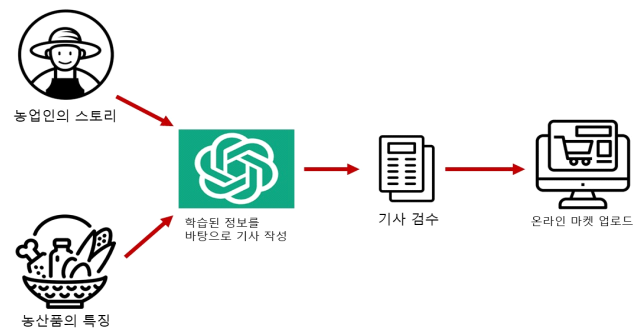 농업인의 스토리
학습된 정보를
바탕으로 기사 작성
기사 검수
온라인 마켓 업로드
농산품의 특징